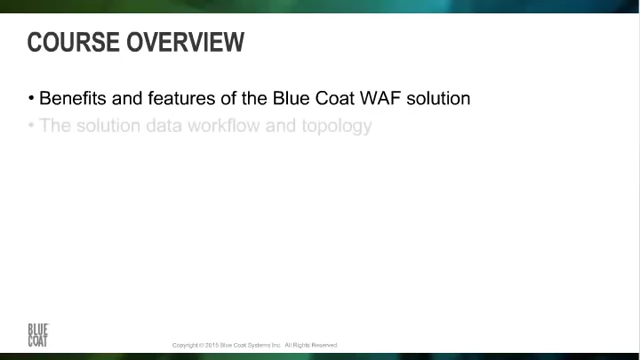 COURSE OVERVIEW
• Benefits and features of the Blue Coat WAF solution
• The solution data workflow and topology
BLUE
COAT
Copyright © 2015 Blue Coat Systems Inc. All Rights Reserved.